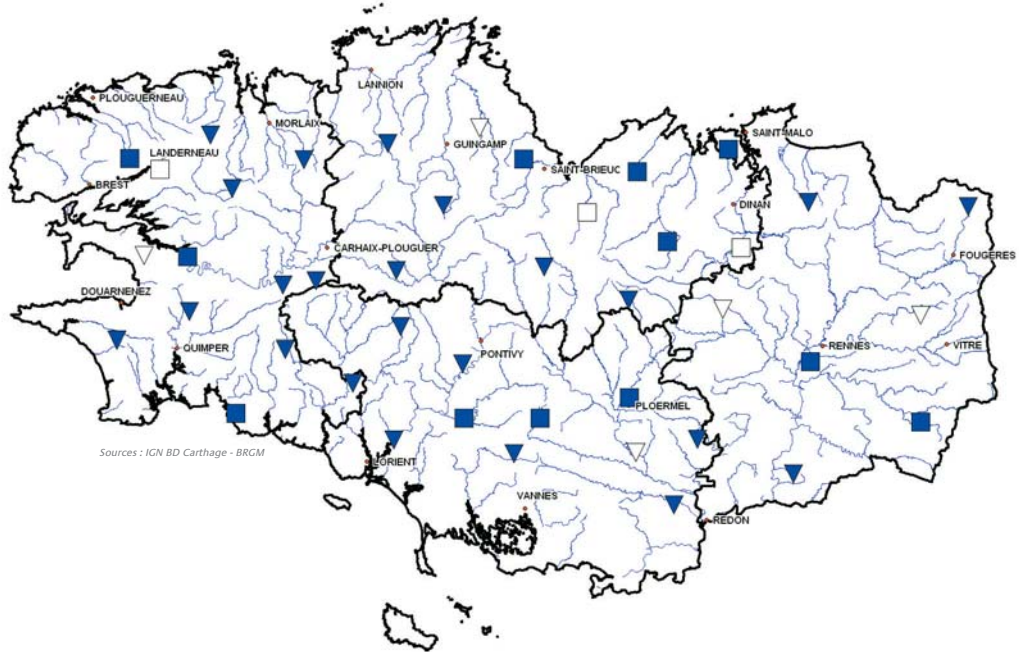 LANNION
PLOUGUERNEAU
MORLAIX
SAINT-MALO
GUINGAMP
LANDERNEAU
SAINT-BRIEUC
BREST
DINAN
CARHAIX-PLOUGUER
FOUGERES
DOUARNENEZ
RENNES
VITRE
QUIMPER
PONTIVY
PLOERMEL
Sources : IGN BD Carthage - BRGM
LORIENT
VANNES
REDON